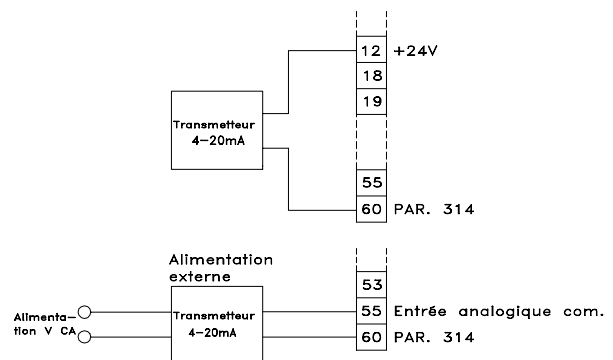 12 +24V
18
19
Transmetteur
4-20mA
55
60 PAR. 314
Alimentation
externe
53
Alimenta-
tion V CA
Transmetteur
4-20mA
55 Entrée analogique com.
60 PAR. 314